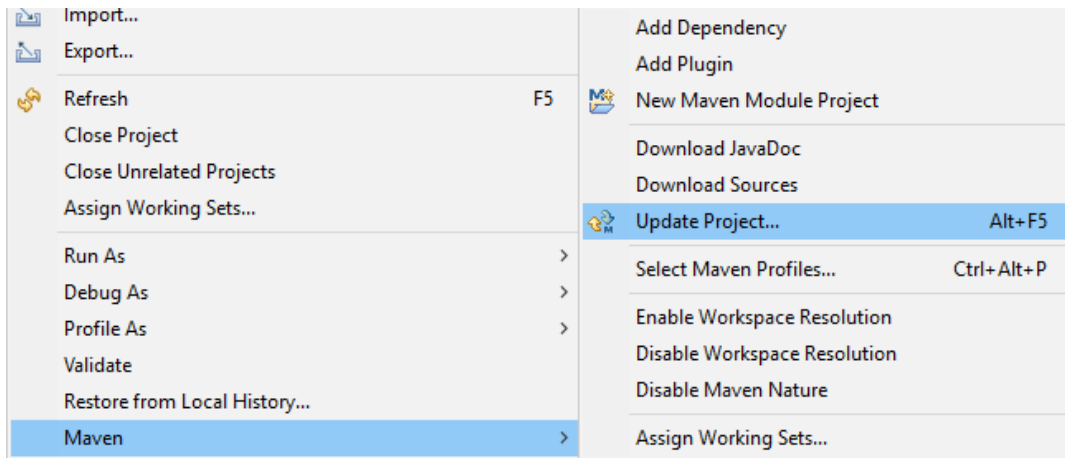 Import...
Export...
Refresh F5
Close Project
Close Unrelated Projects
Assign Working Sets...
Run As
Debug As
Profile As
Validate
Restore from Local History...
Maven
Add Dependency
Add Plugin
New Maven Module Project
Download JavaDoc
Download Sources
Update Project... Alt+F5
Select Maven Profiles... Ctrl+Alt+P
Enable Workspace Resolution
Disable Workspace Resolution
Disable Maven Nature
Assign Working Sets...